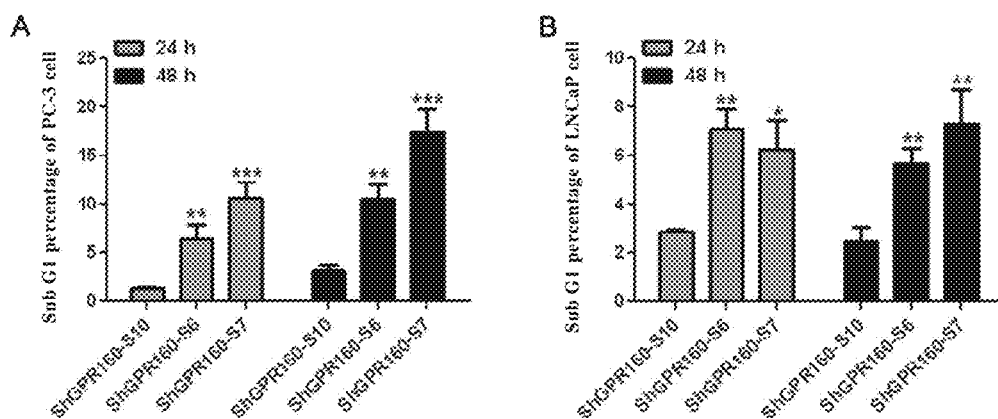 A
Sub G1 percentage of PC-3 cell
24 h
48 h
25
20
15
10
5
0
**
***
**
***
ShGPR160-S10
ShGPR160-S6
ShGPR160-S7
ShGPR160-S10
ShGPR160-S6
ShGPR160-S7
B
Sub G1 percentage of LNCaP cell
24 h
48 h
10
8
6
4
2
0
**
*
**
**
ShGPR160-S10
ShGPR160-S6
ShGPR160-S7
ShGPR160-S10
ShGPR160-S6
ShGPR160-S7